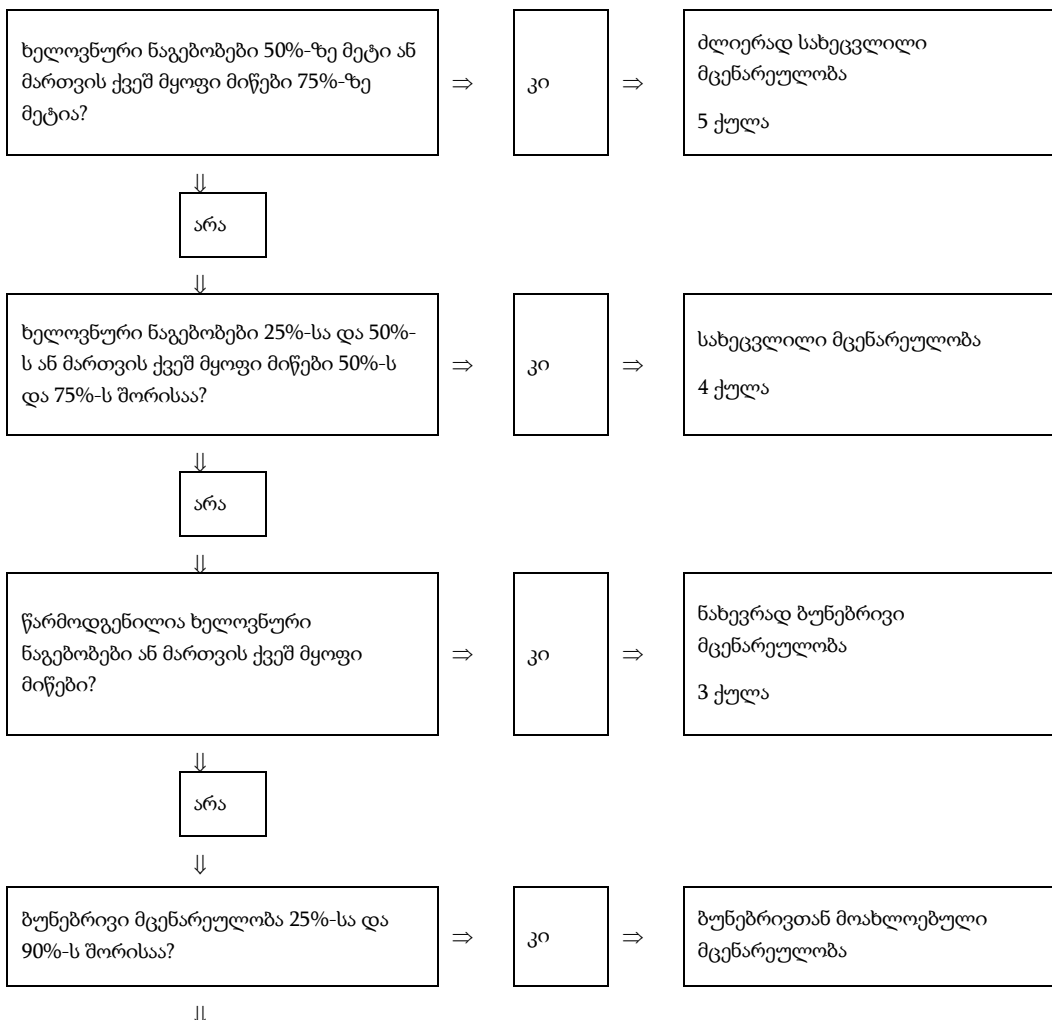 ხელოვნური ნაგებობები 50%-ზე მეტი ან
მართვის ქვეშ მყოფი მიწები 75%-ზე
მეტია?
⇒
კი
⇒
ძლიერად სახეცვლილი
მცენარეულობა
5 ქულა
⇓
არა
⇓
ხელოვნური ნაგებობები 25%-სა და 50%-
ს ან მართვის ქვეშ მყოფი მიწები 50%-ს
და 75%-ს შორისაა?
⇒
კი
⇒
სახეცვლილი მცენარეულობა
4 ქულა
⇓
არა
⇓
წარმოდგენილია ხელოვნური
ნაგებობები ან მართვის ქვეშ მყოფი
მიწები?
⇒
კი
⇒
ნახევრად ბუნებრივი
მცენარეულობა
3 ქულა
⇓
არა
⇓
ბუნებრივი მცენარეულობა 25%-სა და
90%-ს შორისაა?
⇒
კი
⇒
ბუნებრივთან მოახლოებული
მცენარეულობა
⇓